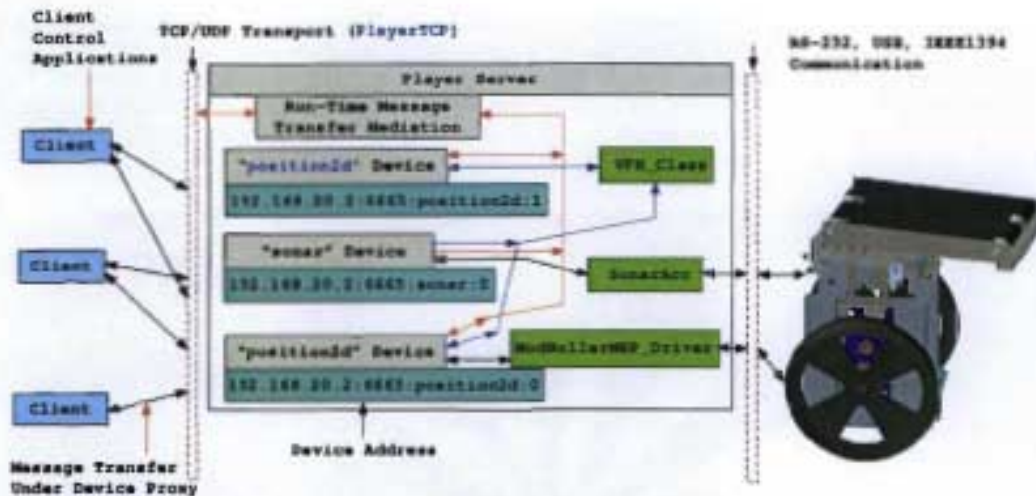 Client
Control
Applications
TCP/UDP Transport (PlayerTCP)
RS-232, USB, IEEE1394
Communication
Player Server
Run-Time Message
Transfer Mediation
Client
"position2d" Device
VFH_Class
192.168.20.2:6665:position2d:1
"sonar" Device
Client
SonarArc
192.168.20.2:6665:sonar:0
"position2d" Device
192.168.20.2:6665:position2d:0
Client
Device Address
Message Transfer
Under Device Proxy